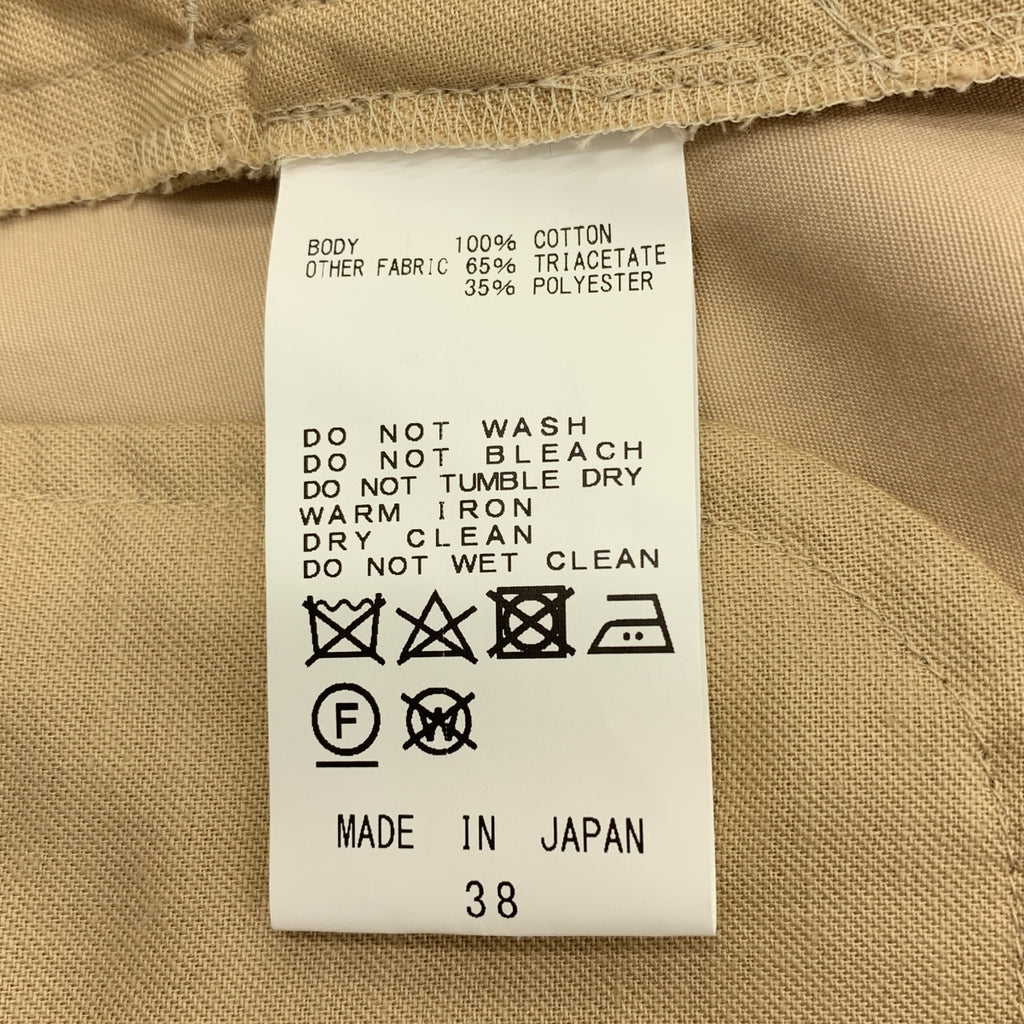 BODY 100% COTTON
OTHER FABRIC 65% TRIACETATE
35% POLYESTER
DO NOT WASH
DO NOT BLEACH
DO NOT TUMBLE DRY
WARM IRON
DRY CLEAN
DO NOT WET CLEAN
F W
MADE IN JAPAN
38